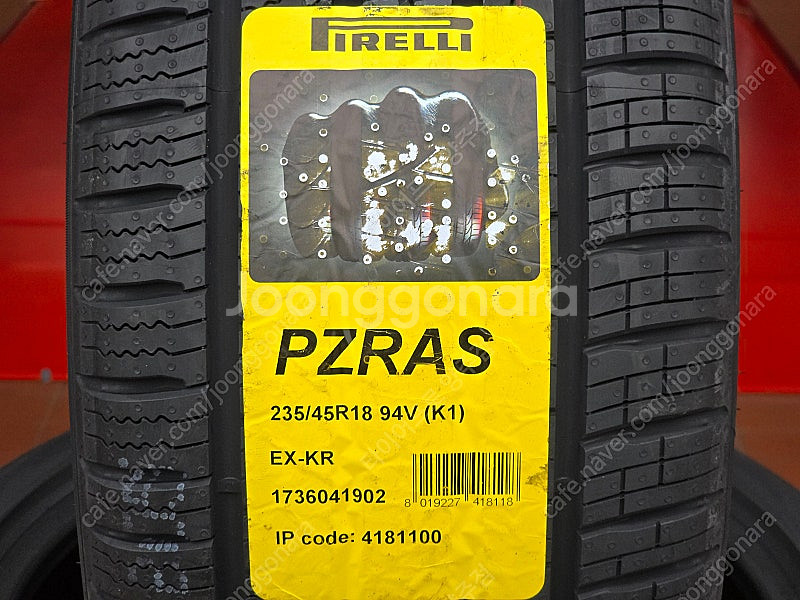 PIRELLI
PZRAS
235/45R18 94V (K1)
EX-KR
1736041902
8 019227 418118
IP code: 4181100
Joonggonara
cafe.naver.com/joonggonara